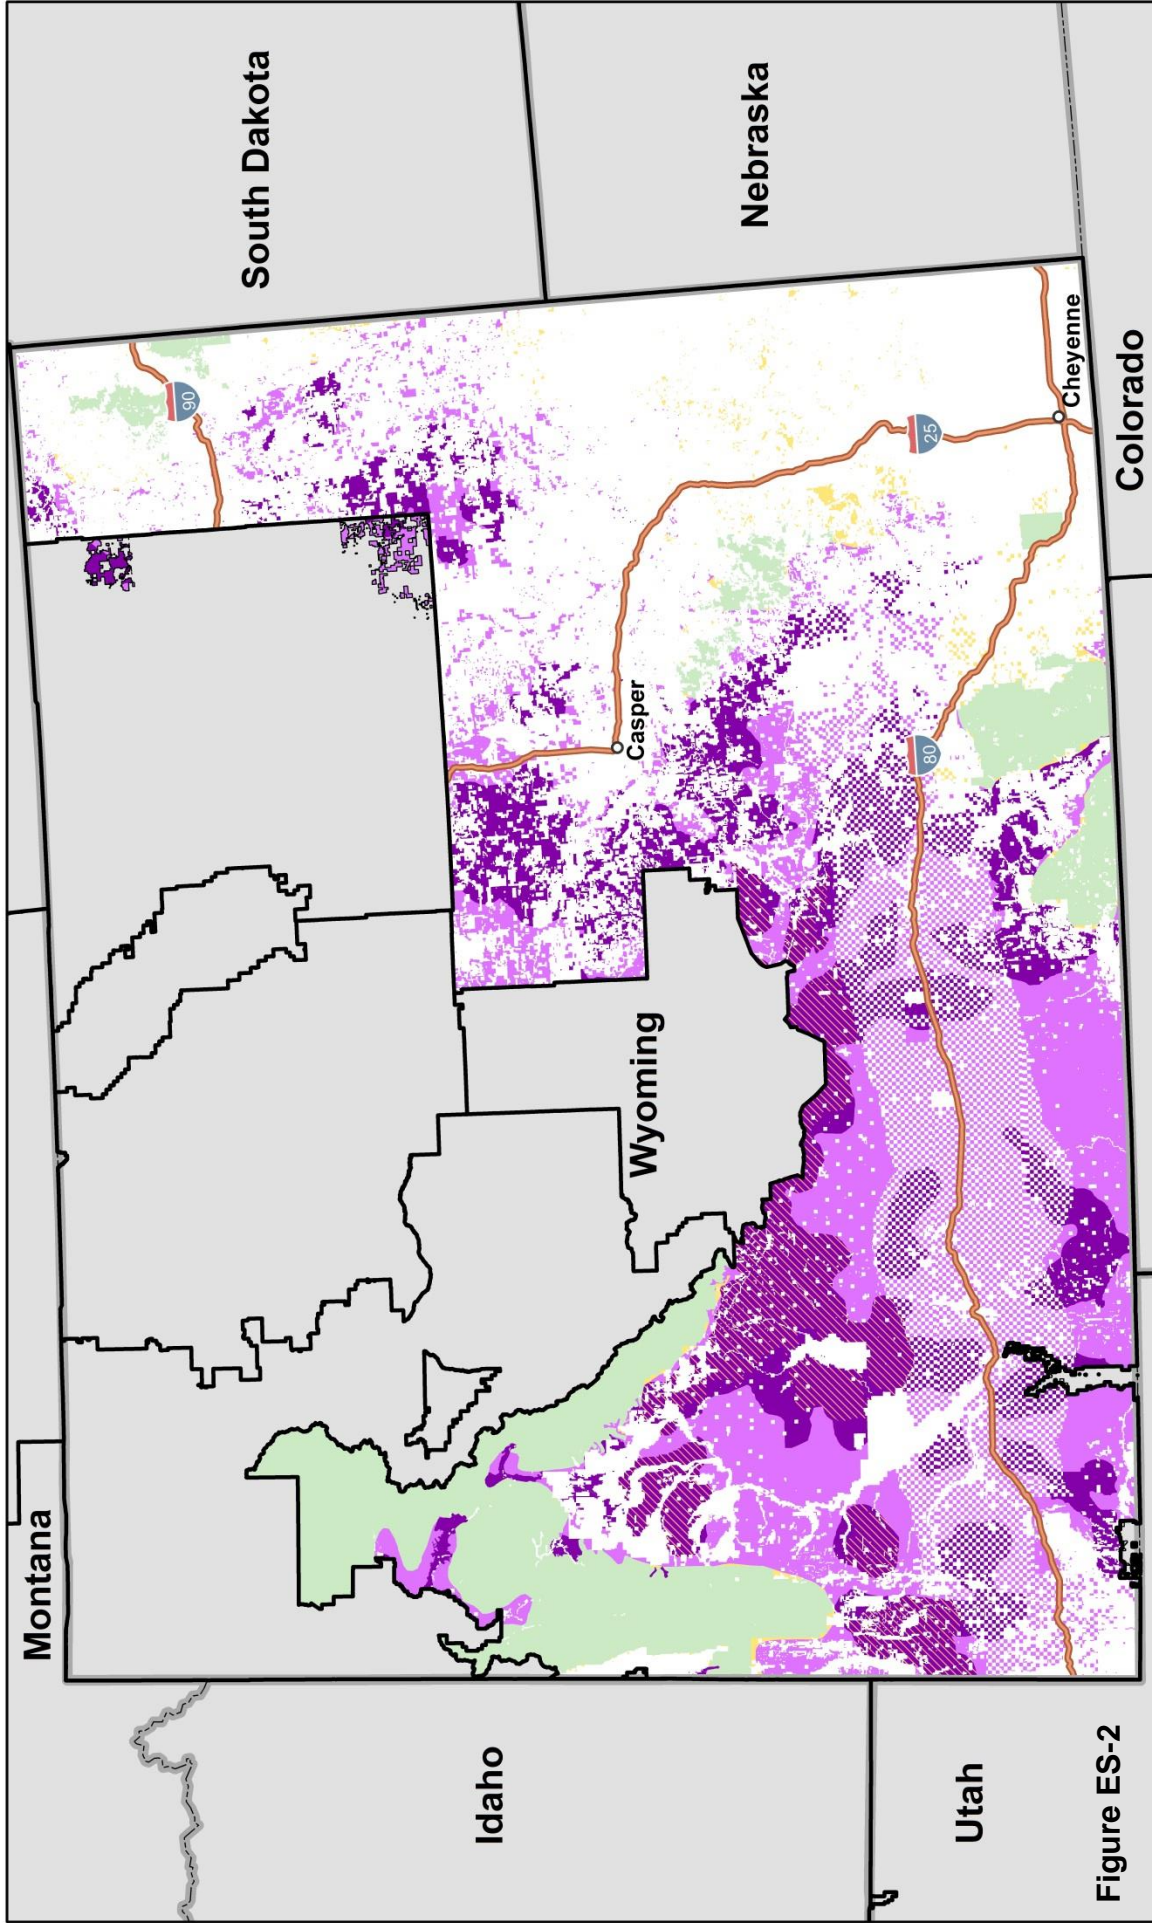 Montana
South Dakota
90
Idaho
Wyoming
Casper
Nebraska
25
80
Cheyenne
Utah
Colorado
Figure ES-2